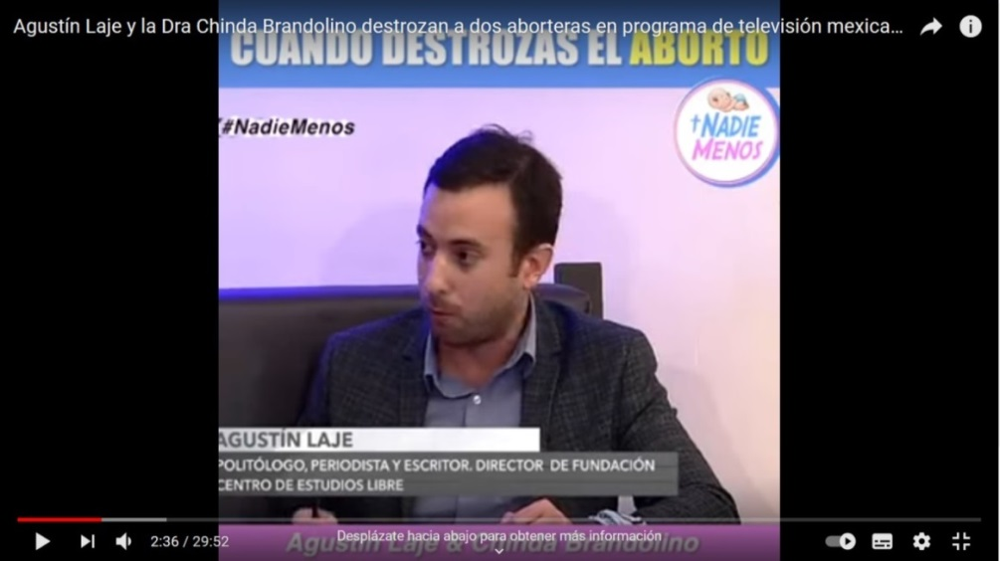 Agustín Laje y la Dra Chinda Brandolino destrozan a dos aborteras en programa de televisión mexica...
CUANDO DESTROZAS EL ABORTO
#NadieMenos
NADIE
MENOS
AGUSTÍN LAJE
POLITÓLOGO, PERIODISTA Y ESCRITOR. DIRECTOR DE FUNDACIÓN
CENTRO DE ESTUDIOS LIBRE
2:36 / 29:52
Desplázate hacia abajo para obtener más información
Agustín Laje & Chinda Brandolino